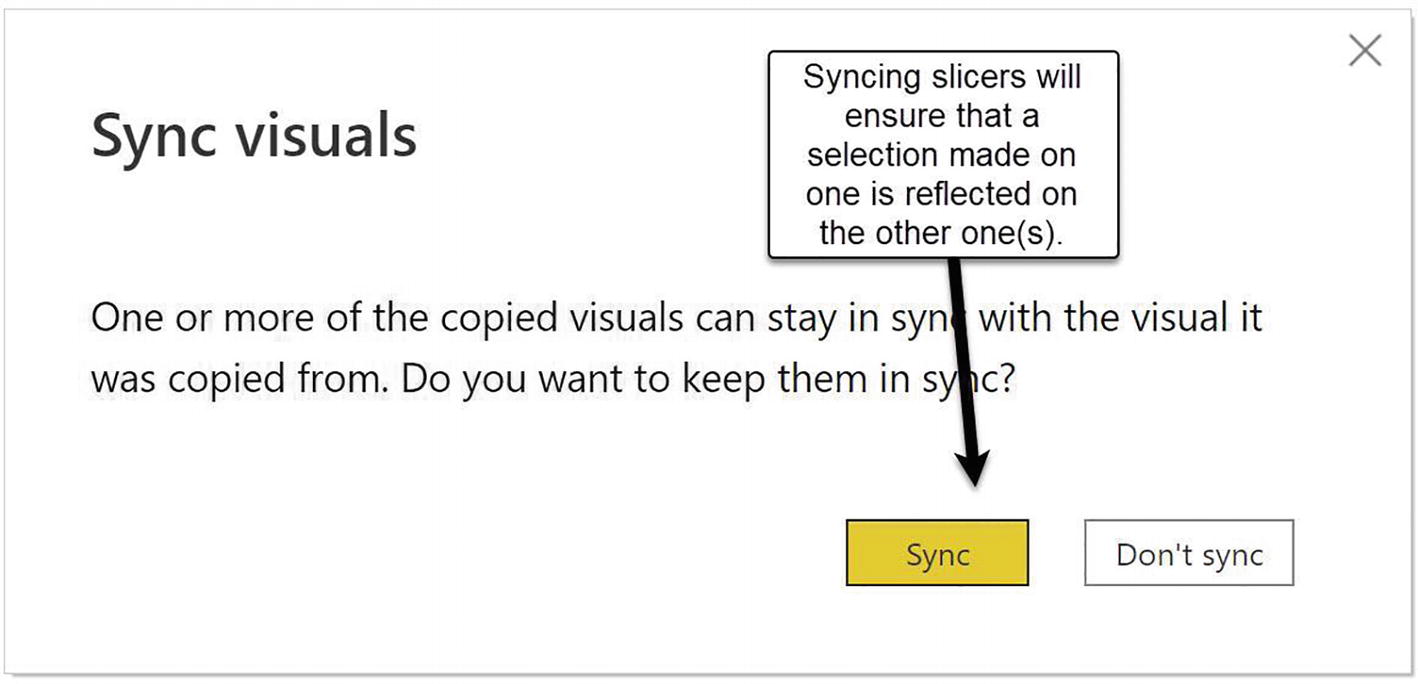 Sync visuals
Syncing slicers will
ensure that a
selection made on
one is reflected on
the other one(s).
One or more of the copied visuals can stay in sync with the visual it
was copied from. Do you want to keep them in sync?
Sync
Don't sync